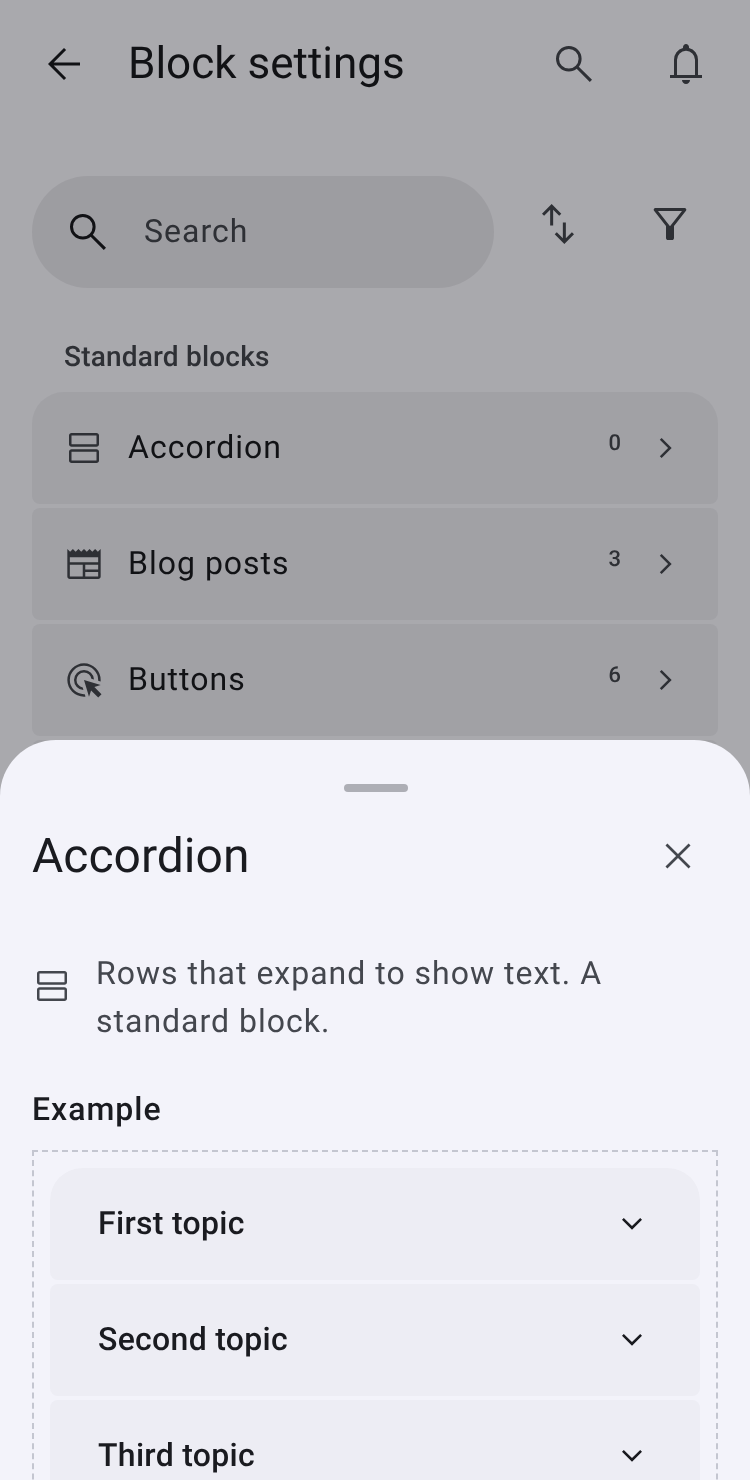 Block settings
Search
Standard blocks
Accordion 0
Blog posts 3
Buttons 6
Accordion
Rows that expand to show text. A
standard block.
Example
First topic
Second topic
Third topic